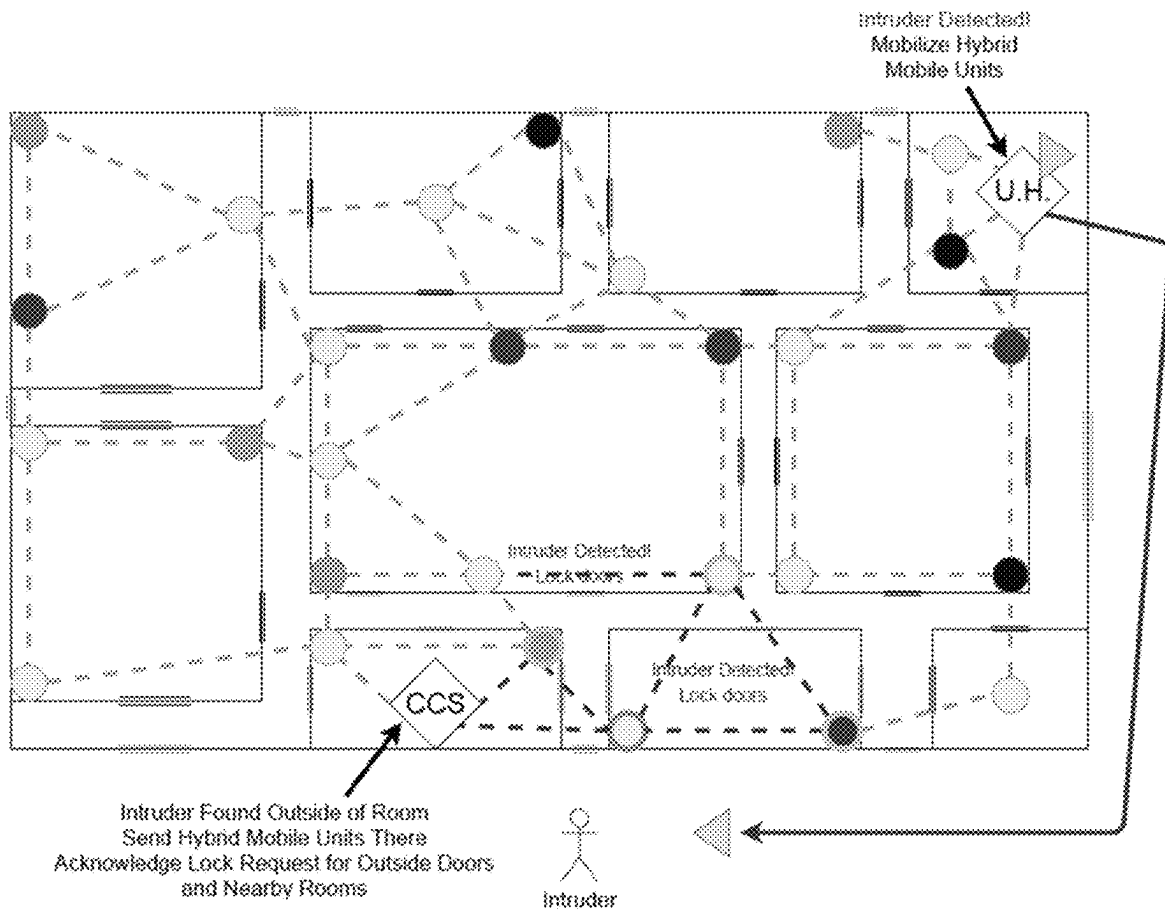 Intruder Detected!
Mobilize Hybrid
Mobile Units
U.H.
Intruder Detected!
Lock doors
Intruder Detected!
Lock doors
CCS
Intruder Found Outside of Room
Send Hybrid Mobile Units There
Acknowledge Lock Request for Outside Doors
and Nearby Rooms
Intruder